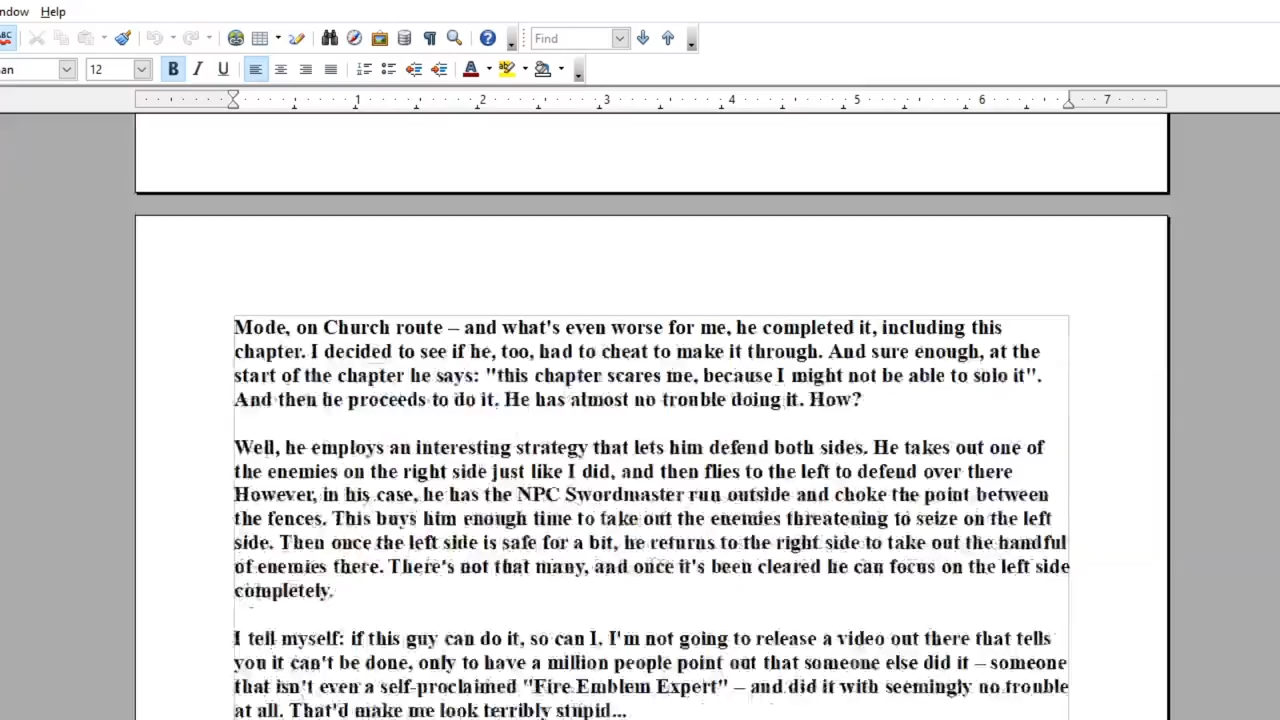 ndow Help
an 12 B I U Find
1 2 3 4 5 6 7
Mode, on Church route – and what's even worse for me, he completed it, including this
chapter. I decided to see if he, too, had to cheat to make it through. And sure enough, at the
start of the chapter he says: "this chapter scares me, because I might not be able to solo it".
And then he proceeds to do it. He has almost no trouble doing it. How?
Well, he employs an interesting strategy that lets him defend both sides. He takes out one of
the enemies on the right side just like I did, and then flies to the left to defend over there
However, in his case, he has the NPC Swordmaster run outside and choke the point between
the fences. This buys him enough time to take out the enemies threatening to seize on the left
side. Then once the left side is safe for a bit, he returns to the right side to take out the handful
of enemies there. There's not that many, and once it's been cleared he can focus on the left side
completely.
I tell myself: if this guy can do it, so can I. I'm not going to release a video out there that tells
you it can't be done, only to have a million people point out that someone else did it – someone
that isn't even a self-proclaimed "Fire Emblem Expert" – and did it with seemingly no trouble
at all. That'd make me look terribly stupid...